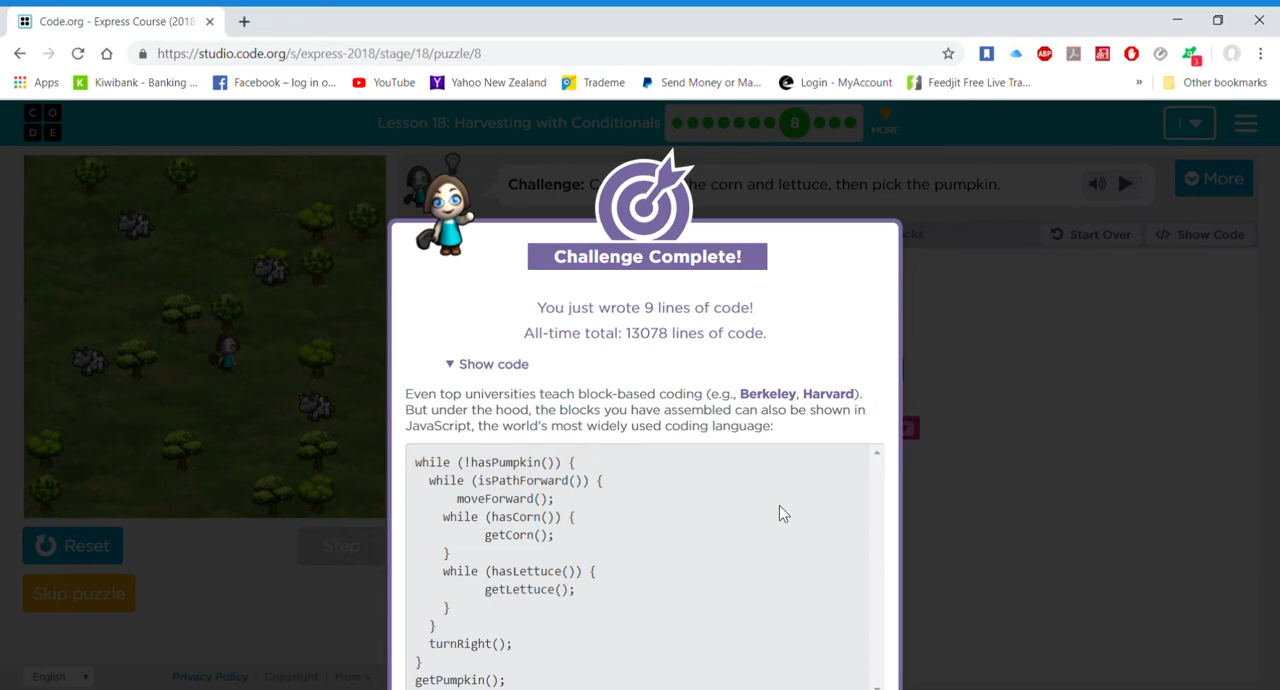 Code.org - Express Course (2018
https://studio.code.org/s/express-2018/stage/18/puzzle/8
ABP
3
Apps
Kiwibank - Banking ...
Facebook – log in o...
YouTube
Yahoo New Zealand
Trademe
Send Money or Ma...
Login - MyAccount
Feedjit Free Live Tra...
»
Other bookmarks
C O
D E
Lesson 18: Harvesting with Conditionals
8
MORE
I
Challenge: C
he corn and lettuce, then pick the pumpkin.
More
cks
Start Over
</> Show Code
Challenge Complete!
You just wrote 9 lines of code!
All-time total: 13078 lines of code.
▼ Show code
Even top universities teach block-based coding (e.g., Berkeley, Harvard).
But under the hood, the blocks you have assembled can also be shown in
JavaScript, the world's most widely used coding language:
while (!hasPumpkin()) {
while (isPathForward()) {
moveForward();
while (hasCorn()) {
getCorn();
}
while (hasLettuce()) {
getLettuce();
}
}
turnRight();
}
getPumpkin();
Reset
Step
Skip puzzle
English
Privacy Policy | Copyright | More